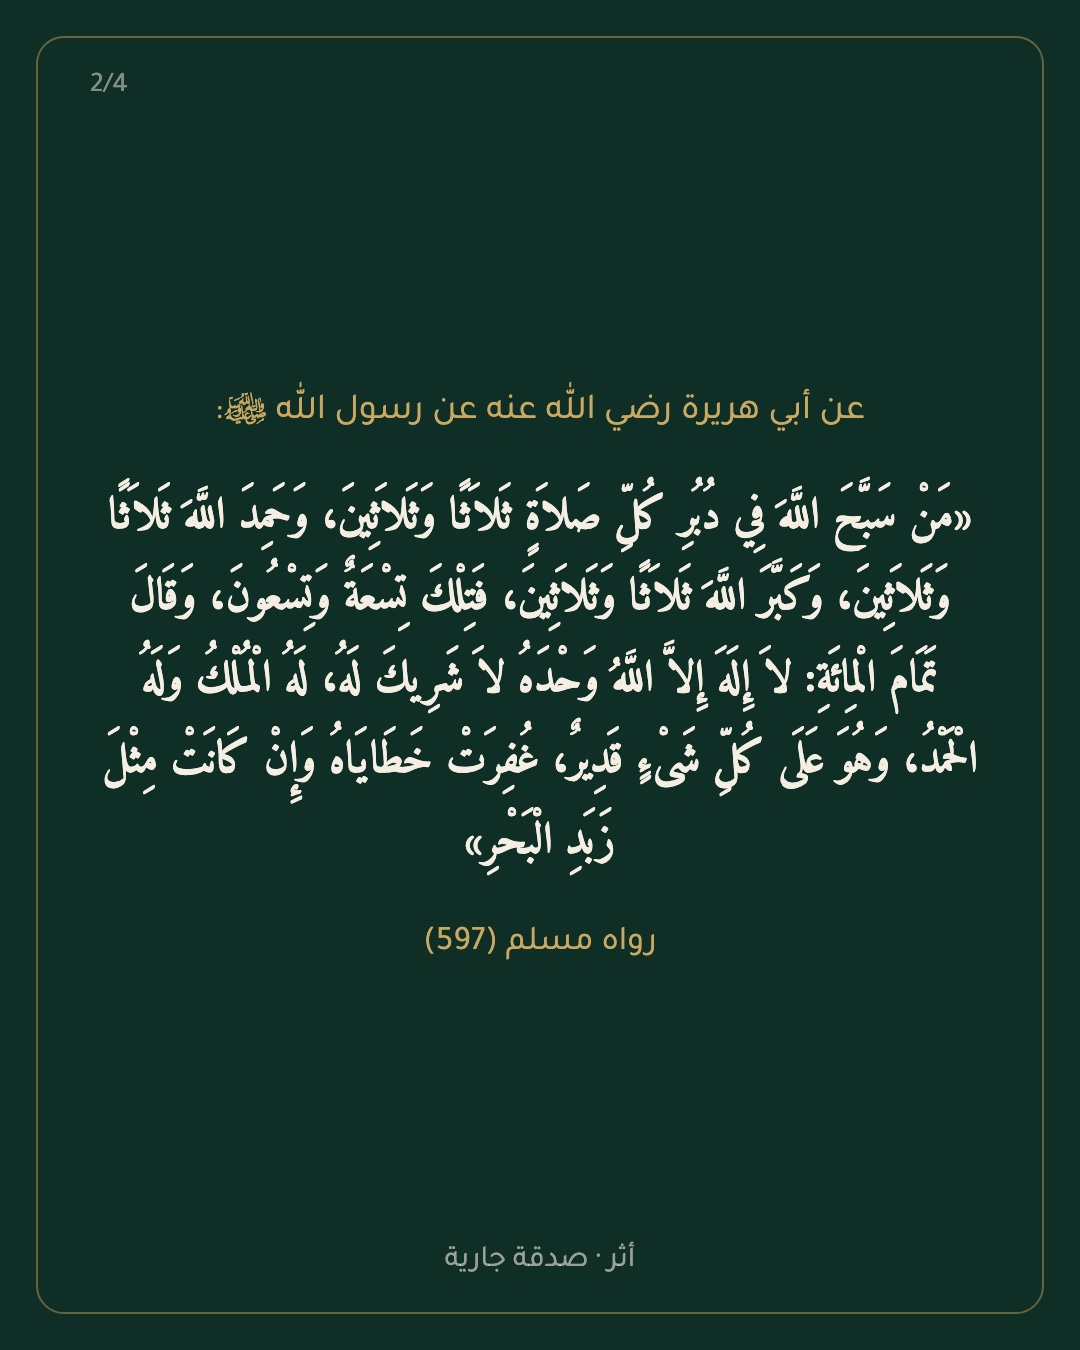 2/4
عن أبي هريرة رضي الله عنه عن رسول الله ﷺ:
«مَنْ سَبَّحَ اللَّهَ فِي دُبُرِ كُلِّ صَلاَةٍ ثَلاَثًا وَثَلاَثِينَ، وَحَمِدَ اللَّهَ ثَلاَثًا
وَثَلاَثِينَ، وَكَبَّرَ اللَّهَ ثَلاَثًا وَثَلاَثِينَ، فَتِلْكَ تِسْعَةٌ وَتِسْعُونَ، وَقَالَ
تَمَامَ الْمِائَةِ: لاَ إِلَهَ إِلاَّ اللَّهُ وَحْدَهُ لاَ شَرِيكَ لَهُ، لَهُ الْمُلْكُ وَلَهُ
الْحَمْدُ، وَهُوَ عَلَى كُلِّ شَىْءٍ قَدِيرٌ، غُفِرَتْ خَطَايَاهُ وَإِنْ كَانَتْ مِثْلَ
زَبَدِ الْبَحْرِ»
رواه مسلم (597)
أثر · صدقة جارية